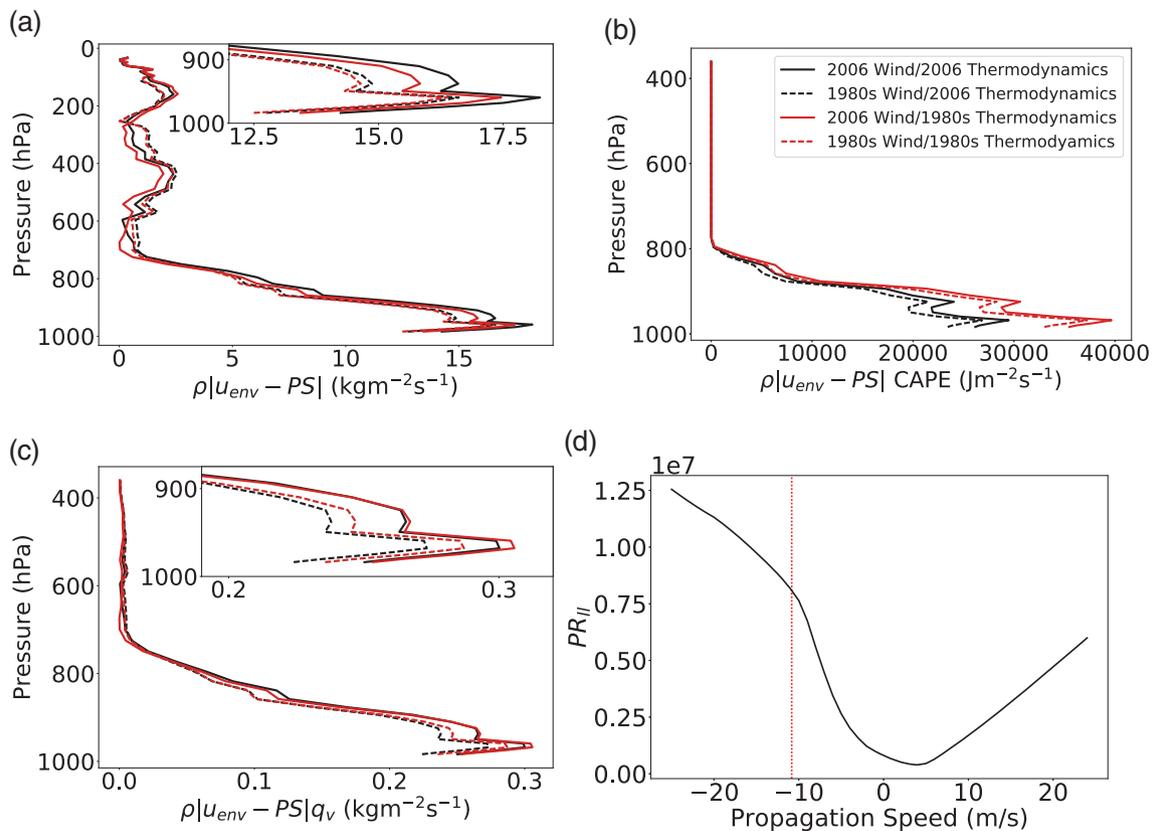 (a)
0
200
400
600
800
1000
Pressure (hPa)
900
1000
12.5 15.0 17.5
0 5 10 15
ρ|u_env − PS| (kgm⁻²s⁻¹)
(b)
400
600
800
1000
Pressure (hPa)
2006 Wind/2006 Thermodynamics
1980s Wind/2006 Thermodynamics
2006 Wind/1980s Thermodynamics
1980s Wind/1980s Thermodyamics
0 10000 20000 30000 40000
ρ|u_env − PS| CAPE (Jm⁻²s⁻¹)
(c)
400
600
800
1000
Pressure (hPa)
900
1000
0.2 0.3
0.0 0.1 0.2 0.3
ρ|u_env − PS|q_v (kgm⁻²s⁻¹)
(d)
1e7
1.25
1.00
0.75
0.50
0.25
0.00
PR_II
−20 −10 0 10 20
Propagation Speed (m/s)